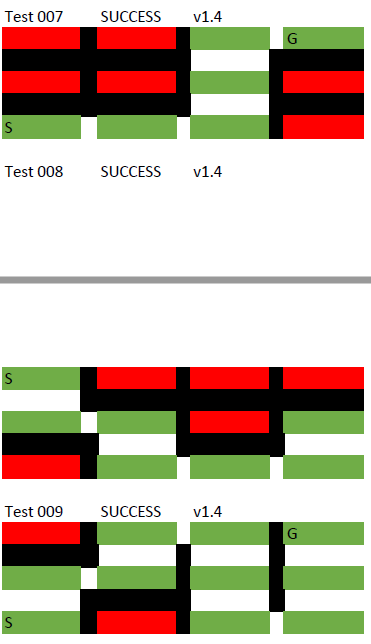 Test 007 SUCCESS v1.4
G
S
Test 008 SUCCESS v1.4
S
Test 009 SUCCESS v1.4
G
S